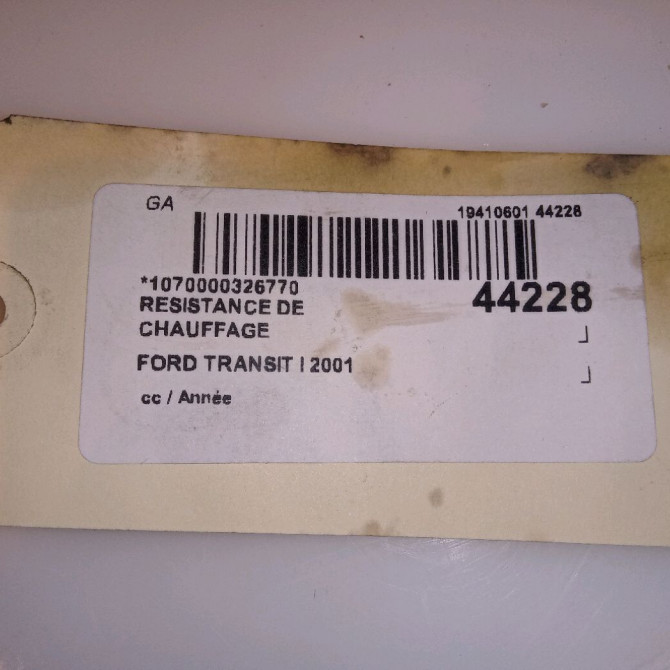 GA
19410601 44228
*1070000326770
44228
RESISTANCE DE
CHAUFFAGE
FORD TRANSIT I 2001
cc / Année